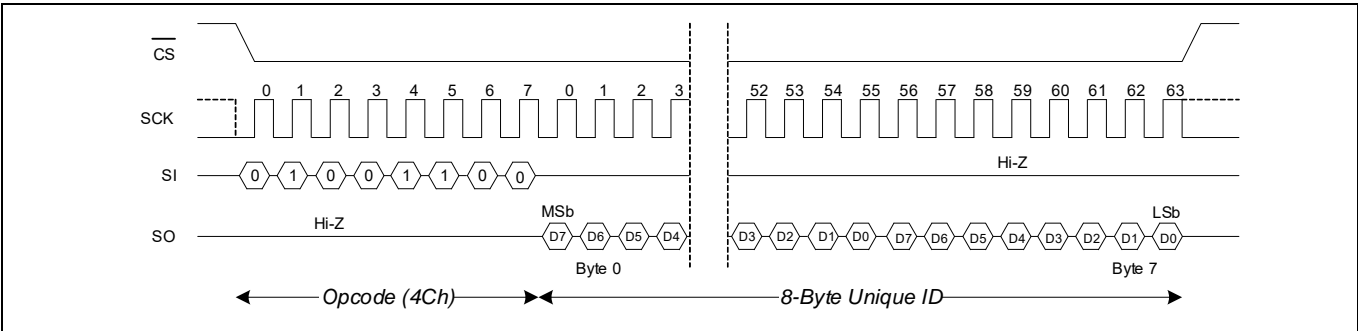 CS
0 1 2 3 4 5 6 7 0 1 2 3 52 53 54 55 56 57 58 59 60 61 62 63
SCK
Hi-Z
SI 0 1 0 0 1 1 0 0
MSb LSb
Hi-Z
SO D7 D6 D5 D4 D3 D2 D1 D0 D7 D6 D5 D4 D3 D2 D1 D0
Byte 0 Byte 7
Opcode (4Ch) 8-Byte Unique ID